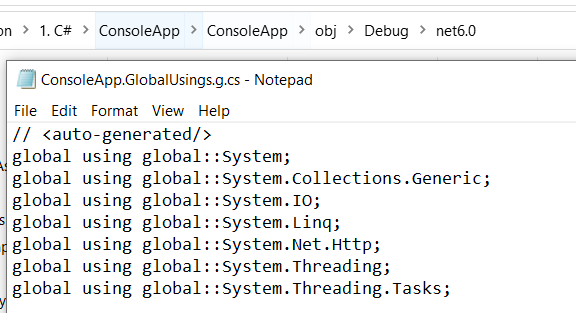 1. C# > ConsoleApp > ConsoleApp > obj > Debug > net6.0
ConsoleApp.GlobalUsings.g.cs - Notepad
File Edit Format View Help
// <auto-generated/>
global using global::System;
global using global::System.Collections.Generic;
global using global::System.IO;
global using global::System.Linq;
global using global::System.Net.Http;
global using global::System.Threading;
global using global::System.Threading.Tasks;